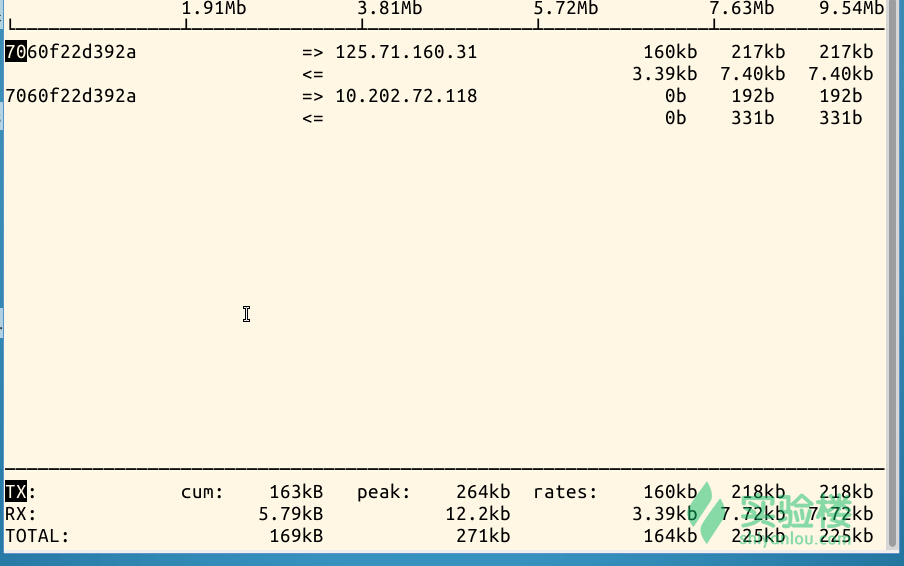 1.91Mb 3.81Mb 5.72Mb 7.63Mb 9.54Mb
7060f22d392a => 125.71.160.31 160kb 217kb 217kb
<= 3.39kb 7.40kb 7.40kb
7060f22d392a => 10.202.72.118 0b 192b 192b
<= 0b 331b 331b
TX: cum: 163kB peak: 264kb rates: 160kb 218kb 218kb
RX: 5.79kB 12.2kb 3.39kb 7.72kb 7.72kb
TOTAL: 169kB 271kb 164kb 225kb 225kb
实验楼
shiyanlou.com